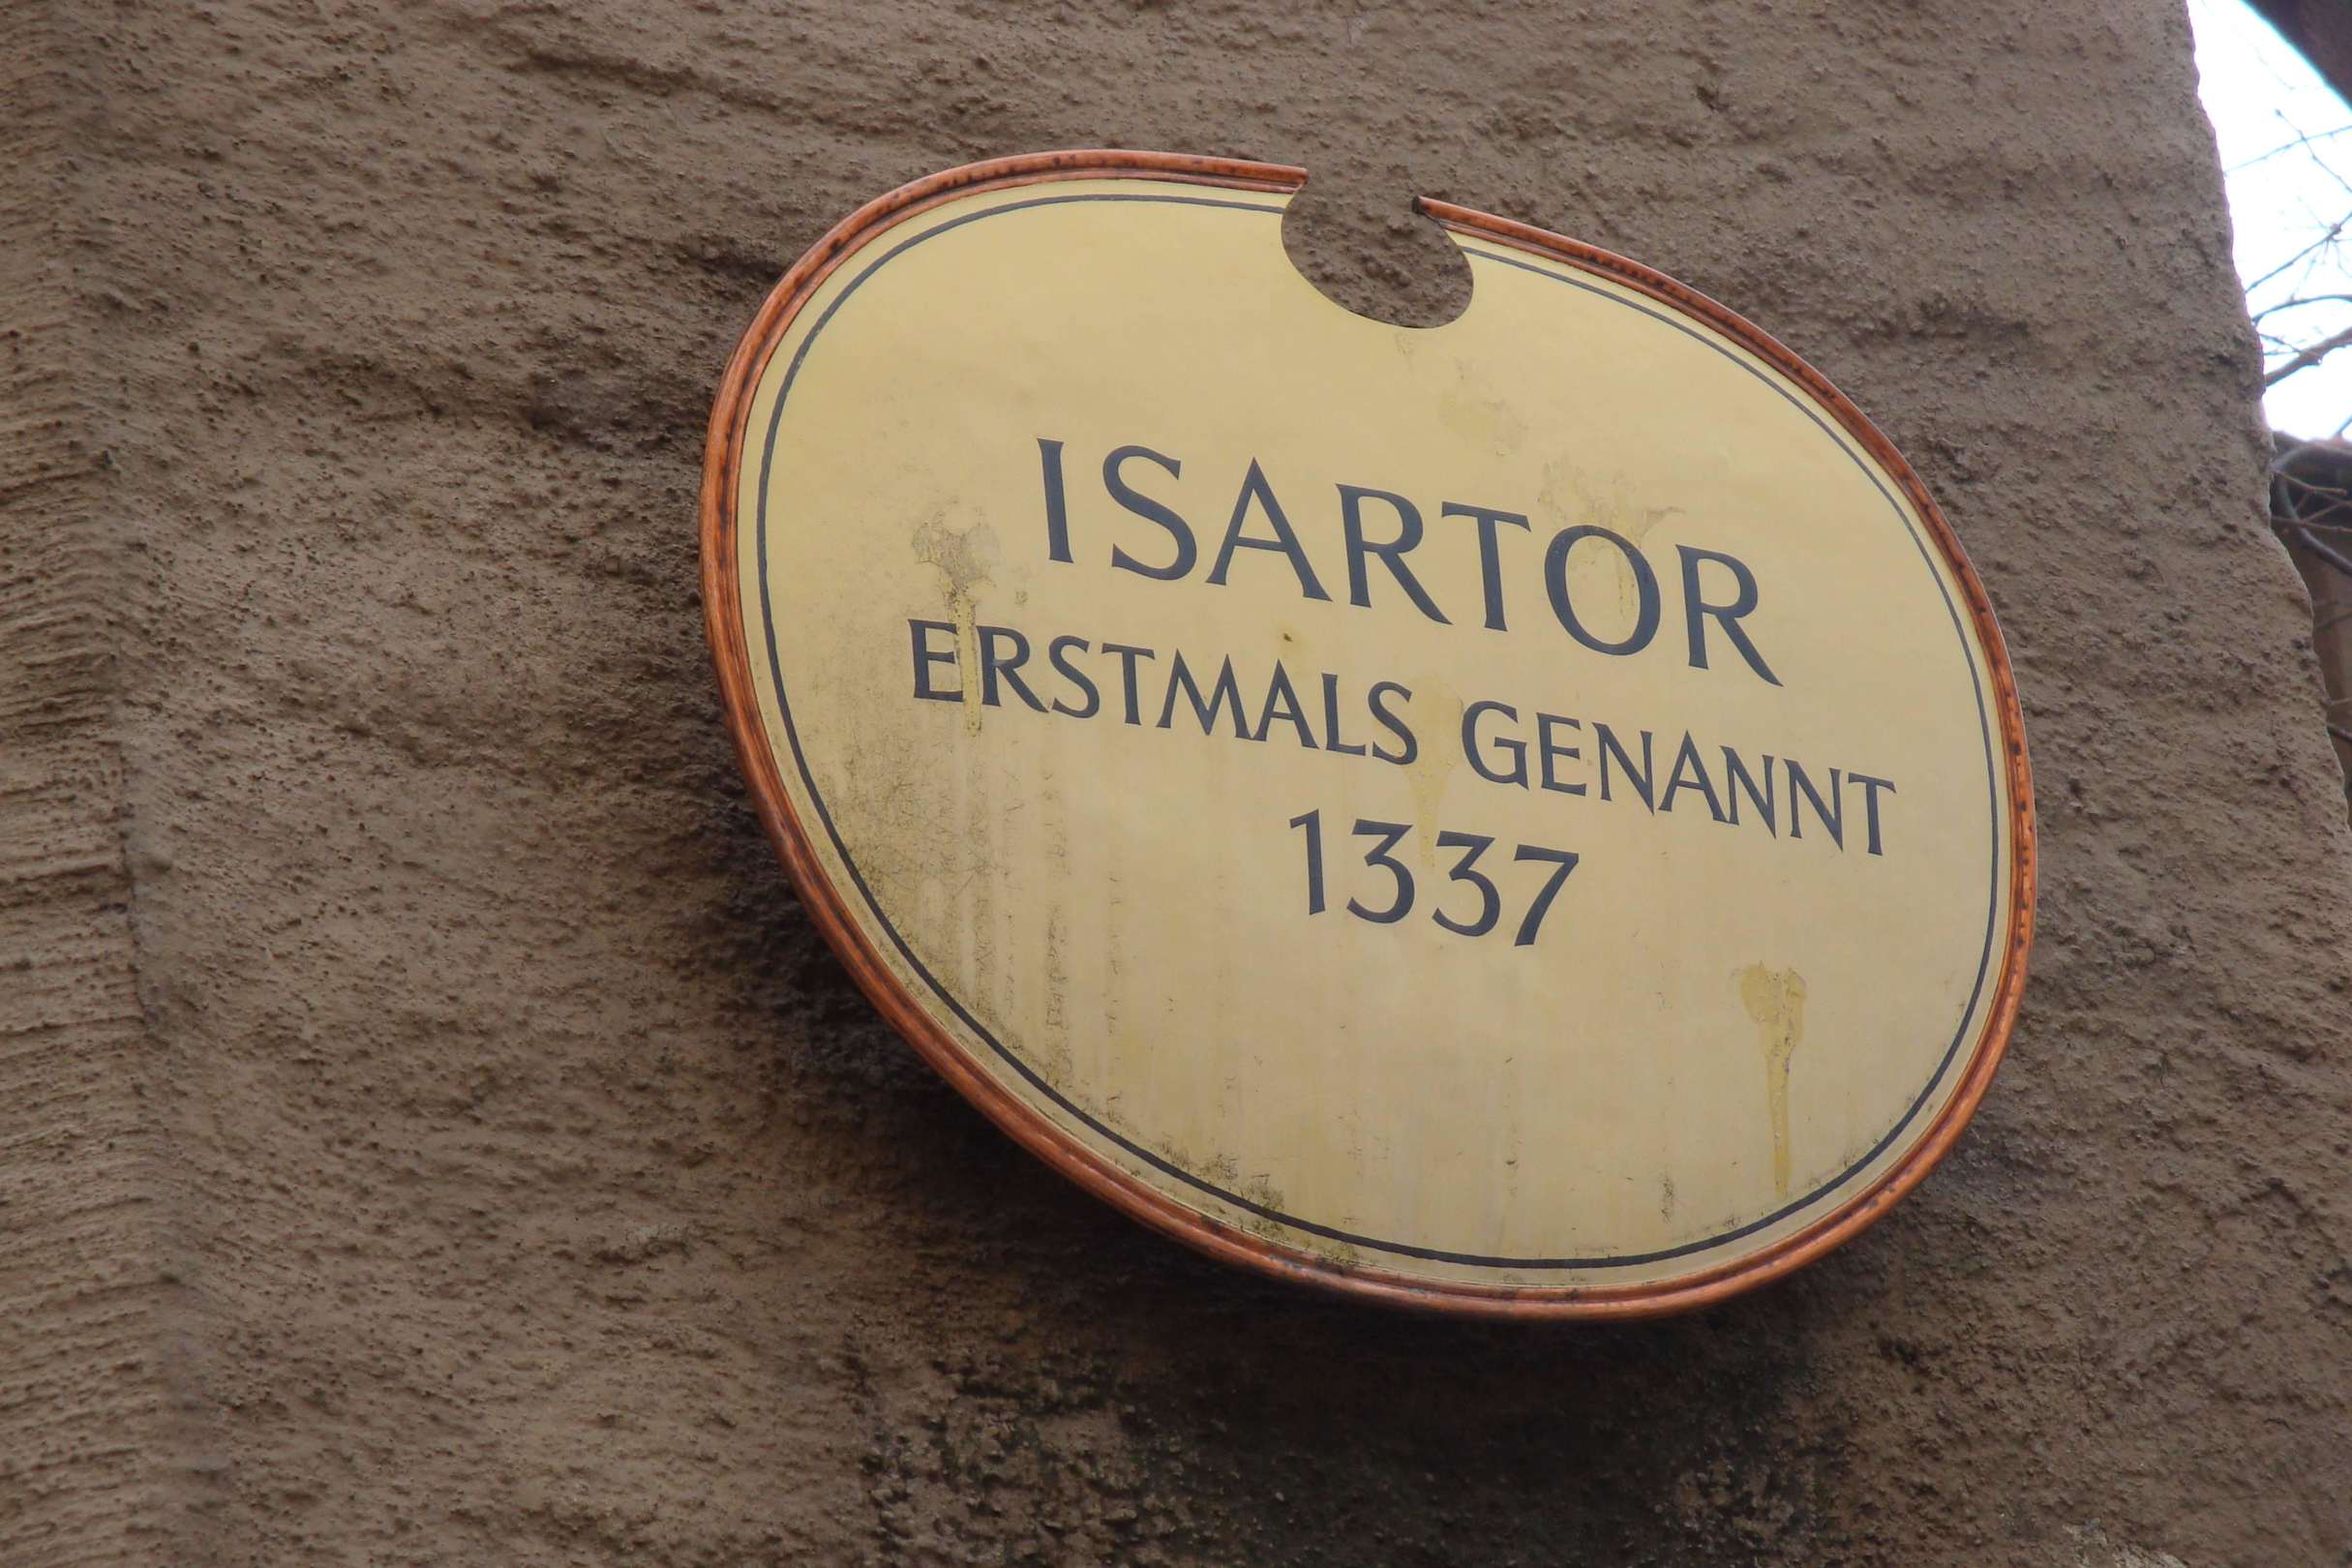 ISARTOR
ERSTMALS GENANNT
1337